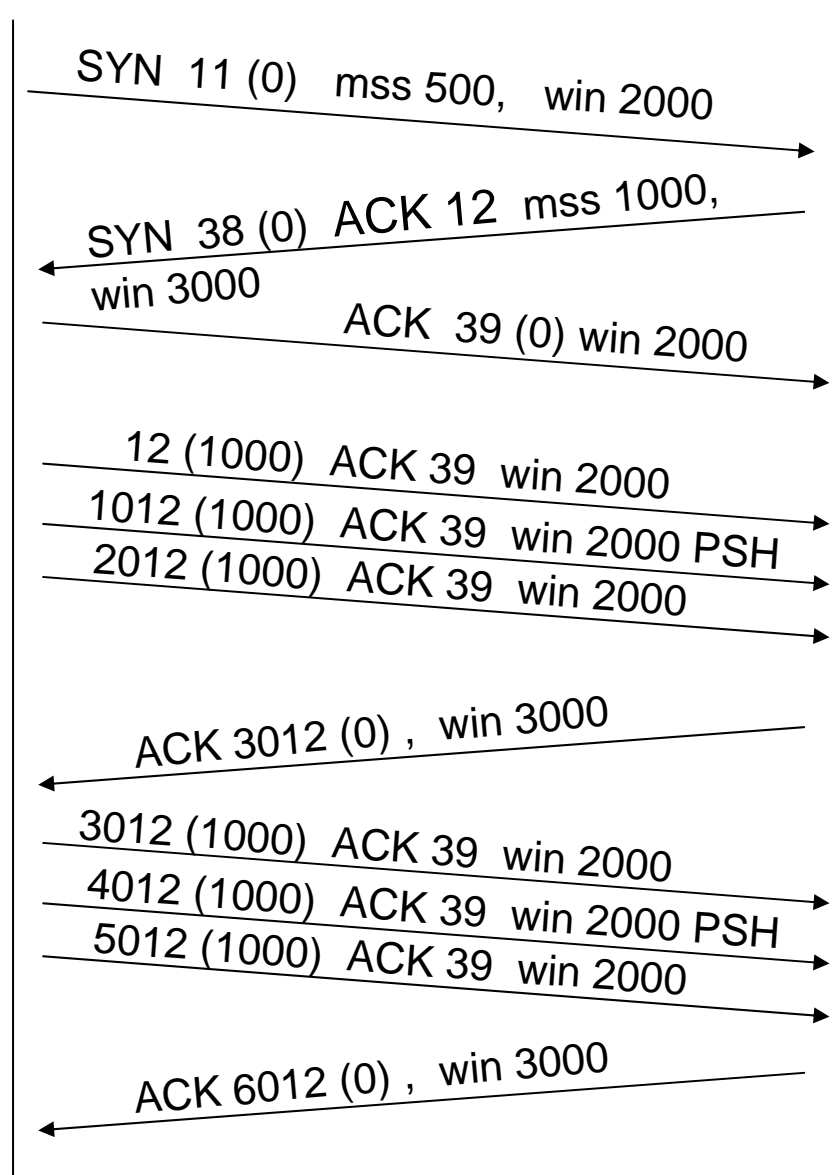 SYN 11 (0) mss 500, win 2000
SYN 38 (0) ACK 12 mss 1000,
win 3000
ACK 39 (0) win 2000
12 (1000) ACK 39 win 2000
1012 (1000) ACK 39 win 2000 PSH
2012 (1000) ACK 39 win 2000
ACK 3012 (0) , win 3000
3012 (1000) ACK 39 win 2000
4012 (1000) ACK 39 win 2000 PSH
5012 (1000) ACK 39 win 2000
ACK 6012 (0) , win 3000